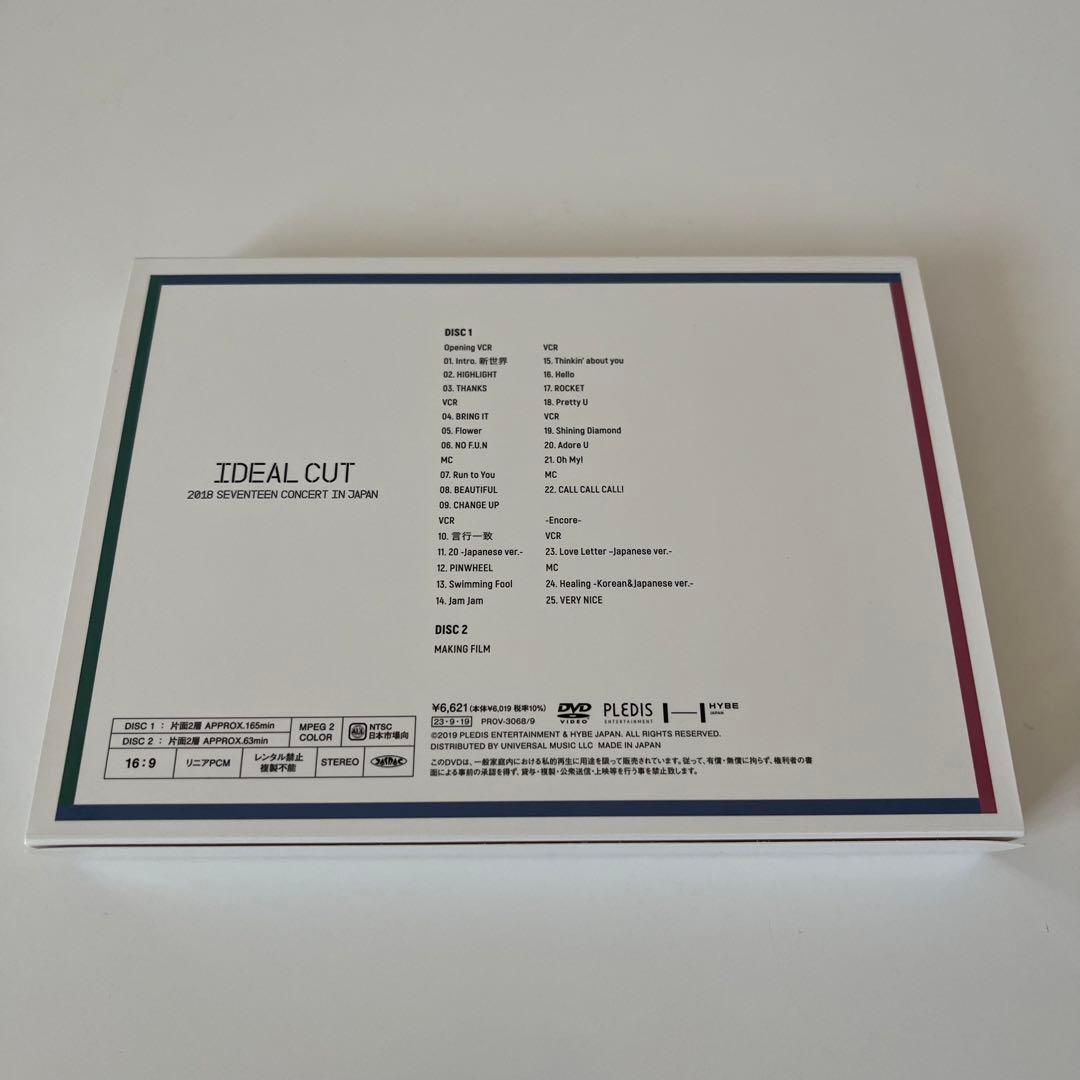 IDEAL CUT
2018 SEVENTEEN CONCERT IN JAPAN
DISC 1
Opening VCR
01. Intro. 新世界
02. HIGHLIGHT
03. THANKS
VCR
04. BRING IT
05. Flower
06. NO F.U.N
MC
07. Run to You
08. BEAUTIFUL
09. CHANGE UP
VCR
10. 言行一致
11. 20 -Japanese ver.-
12. PINWHEEL
13. Swimming Fool
14. Jam Jam
VCR
15. Thinkin' about you
16. Hello
17. ROCKET
18. Pretty U
VCR
19. Shining Diamond
20. Adore U
21. Oh My!
MC
22. CALL CALL CALL!
-Encore-
VCR
23. Love Letter -Japanese ver.-
MC
24. Healing -Korean&Japanese ver.-
25. VERY NICE
DISC 2
MAKING FILM
DISC 1 : 片面2層 APPROX.165min
DISC 2 : 片面2層 APPROX.63min
MPEG 2
COLOR
ALL
NTSC
日本市場向
16:9
リニアPCM
レンタル禁止
複製不能
STEREO
JASRAC
¥6,621 (本体¥6,019 税率10%)
23・9・19 PROV-3068/9
DVD
VIDEO
PLEDIS
ENTERTAINMENT
HYBE
JAPAN
©2019 PLEDIS ENTERTAINMENT & HYBE JAPAN. ALL RIGHTS RESERVED.
DISTRIBUTED BY UNIVERSAL MUSIC LLC MADE IN JAPAN
このDVDは、一般家庭内における私的再生に用途を限って販売されています。従って、有償・無償に拘らず、権利者の書
面による事前の承認を得ず、貸与・複製・公衆送信・上映等を行う事を禁止致します。